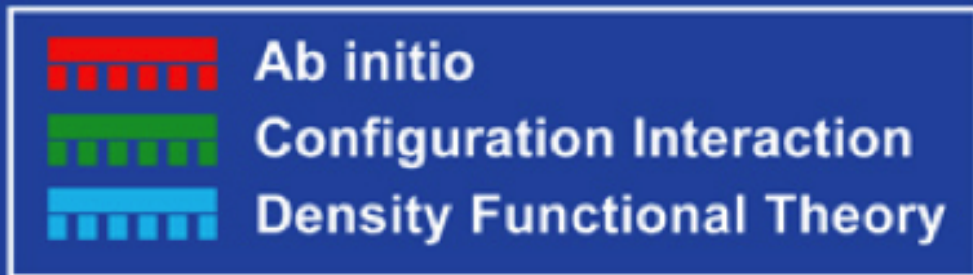 Ab initio
Configuration Interaction
Density Functional Theory